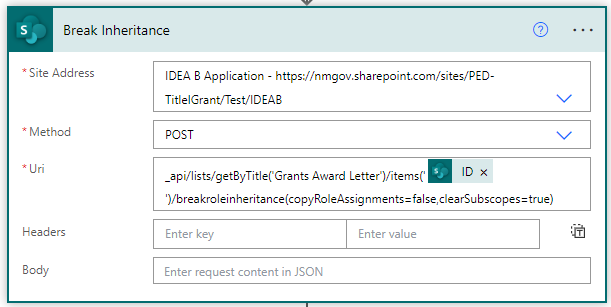 Break Inheritance
* Site Address
IDEA B Application - https://nmgov.sharepoint.com/sites/PED-
TitleIGrant/Test/IDEAB
* Method
POST
* Uri
_api/lists/getByTitle('Grants Award Letter')/items(' ID ×
')/breakroleinheritance(copyRoleAssignments=false,clearSubscopes=true)
Headers
Enter key
Enter value
Body
Enter request content in JSON